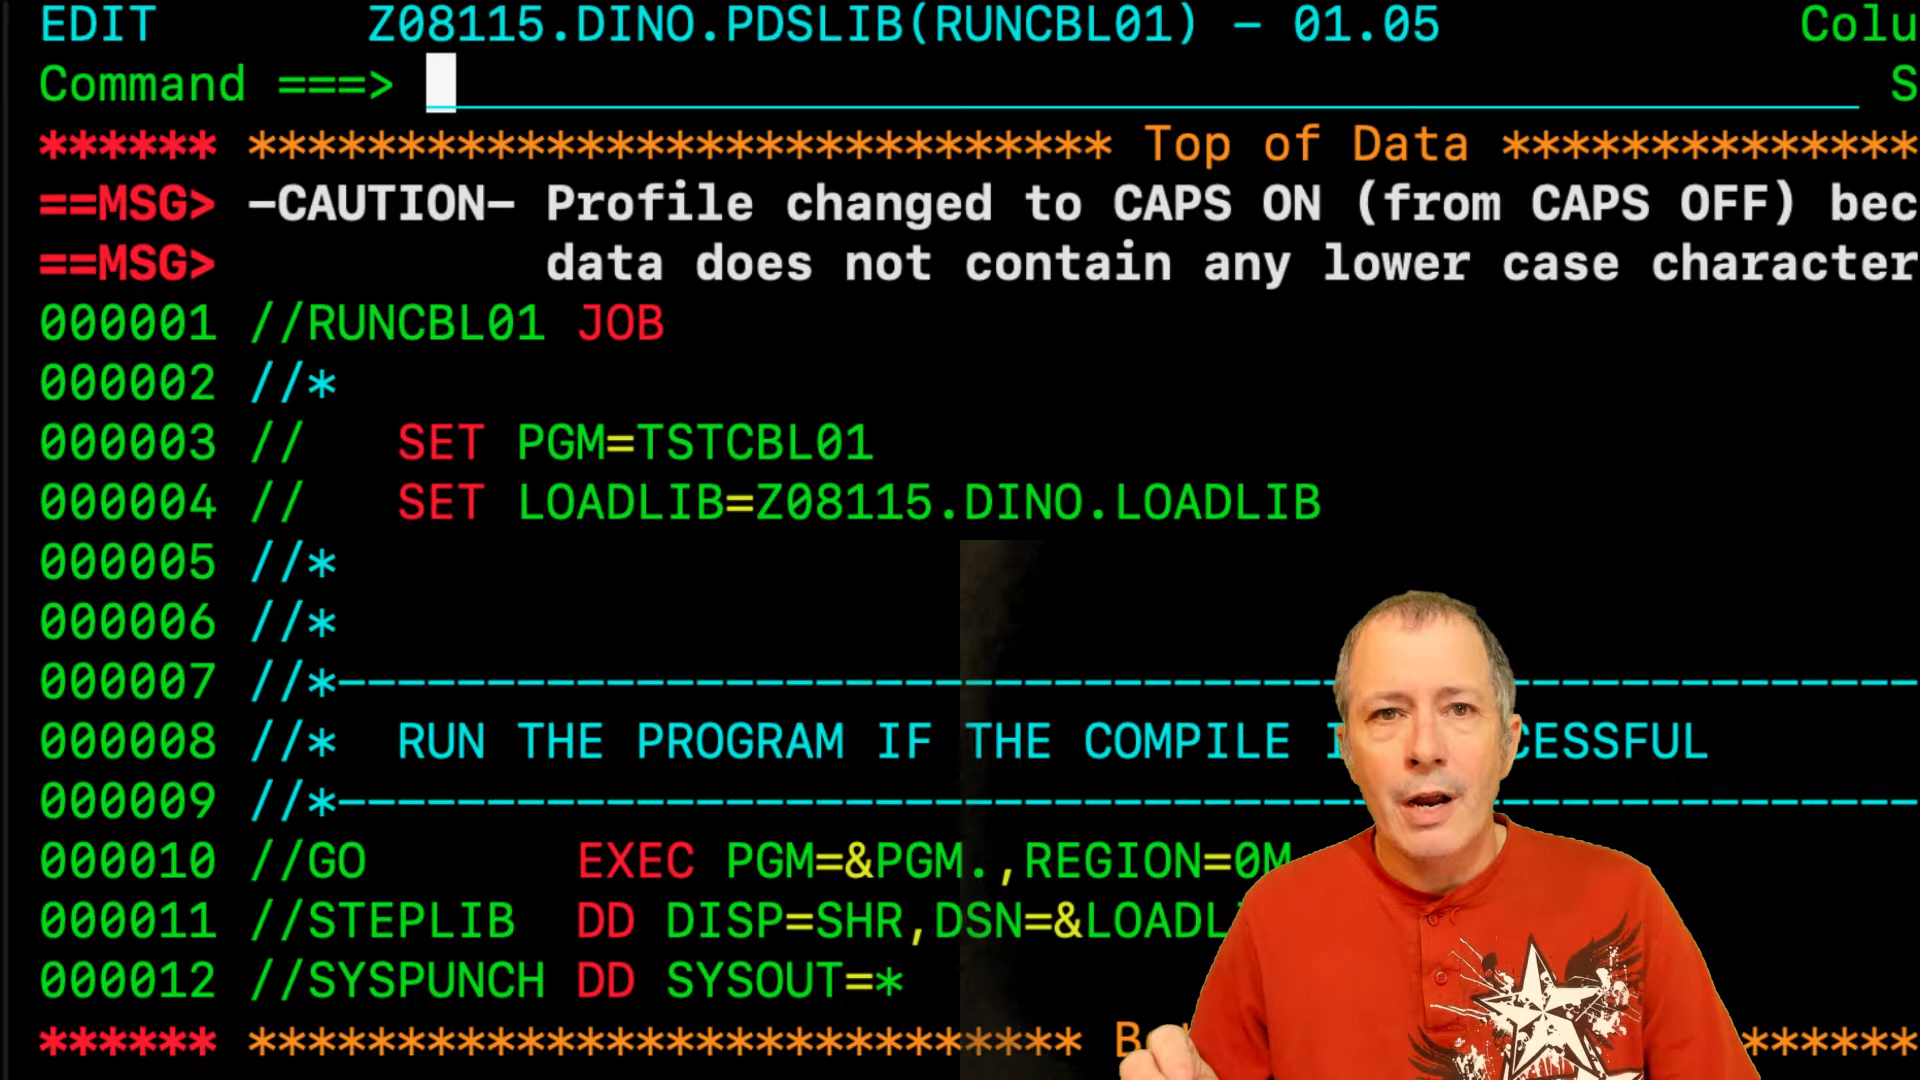 EDIT Z08115.DINO.PDSLIB(RUNCBL01) - 01.05 Colu
Command ===> S
****** ***************************** Top of Data **************
==MSG> -CAUTION- Profile changed to CAPS ON (from CAPS OFF) bec
==MSG> data does not contain any lower case character
000001 //RUNCBL01 JOB
000002 //*
000003 // SET PGM=TSTCBL01
000004 // SET LOADLIB=Z08115.DINO.LOADLIB
000005 //*
000006 //*
000007 //*-----------------------------------------------------
000008 //* RUN THE PROGRAM IF THE COMPILE CESSFUL
000009 //*-----------------------------------------------------
000010 //GO EXEC PGM=&PGM.,REGION=0M
000011 //STEPLIB DD DISP=SHR,DSN=&LOADL
000012 //SYSPUNCH DD SYSOUT=*
****** **************************** B ******